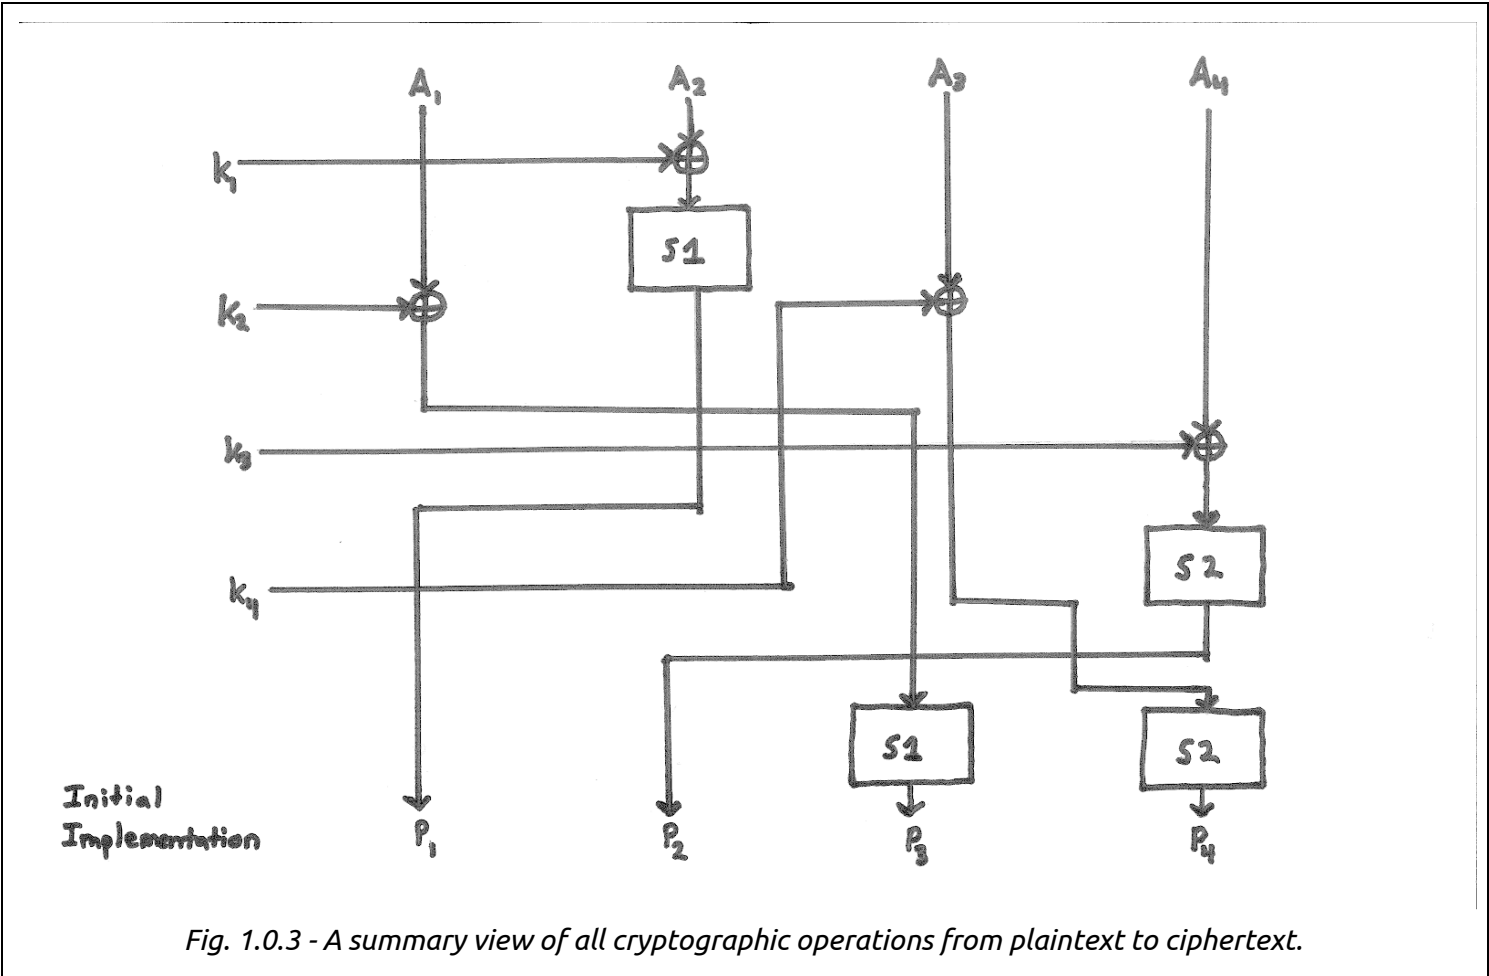 A₁ A₂ A₃ A₄
k₁
S1
k₂
k₃
S2
k₄
S1 S2
Initial
Implementation
P₁ P₂ P₃ P₄
Fig. 1.0.3 - A summary view of all cryptographic operations from plaintext to ciphertext.